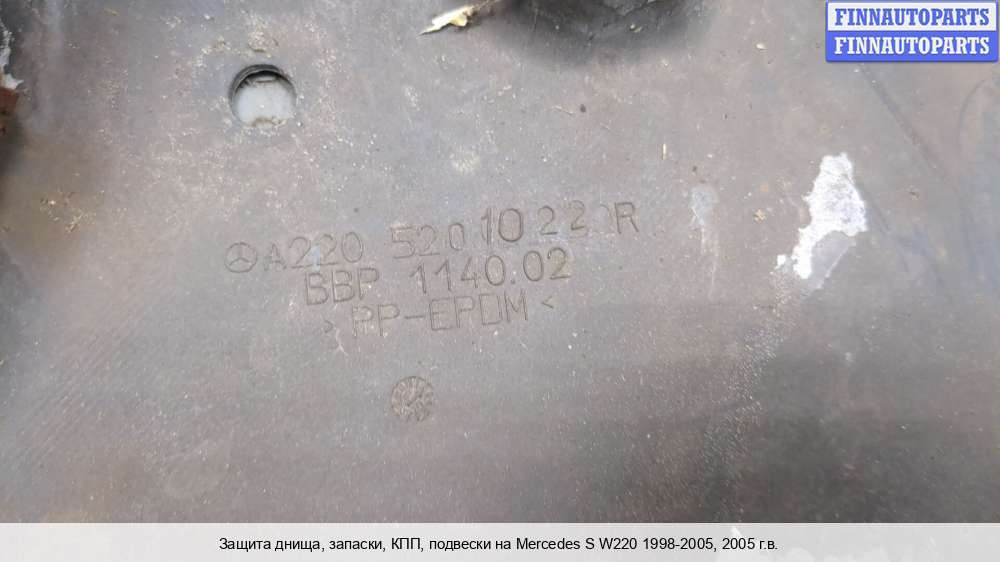 FINNAUTOPARTS
FINNAUTOPARTS
A220 520 10 22 R
BBP 1140.02
> PP-EPDM <
Защита днища, запаски, КПП, подвески на Mercedes S W220 1998-2005, 2005 г.в.